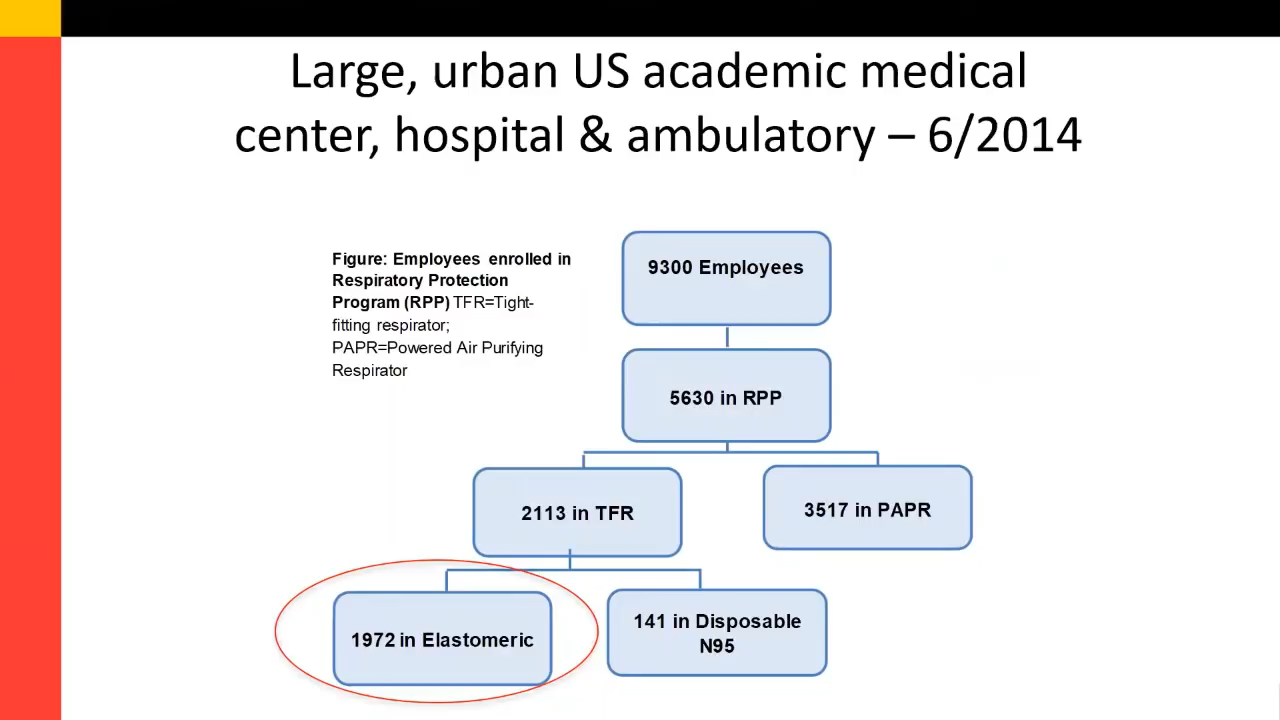 Large, urban US academic medical
center, hospital & ambulatory – 6/2014
Figure: Employees enrolled in
Respiratory Protection
Program (RPP) TFR=Tight-
fitting respirator;
PAPR=Powered Air Purifying
Respirator
9300 Employees
5630 in RPP
2113 in TFR
3517 in PAPR
1972 in Elastomeric
141 in Disposable
N95